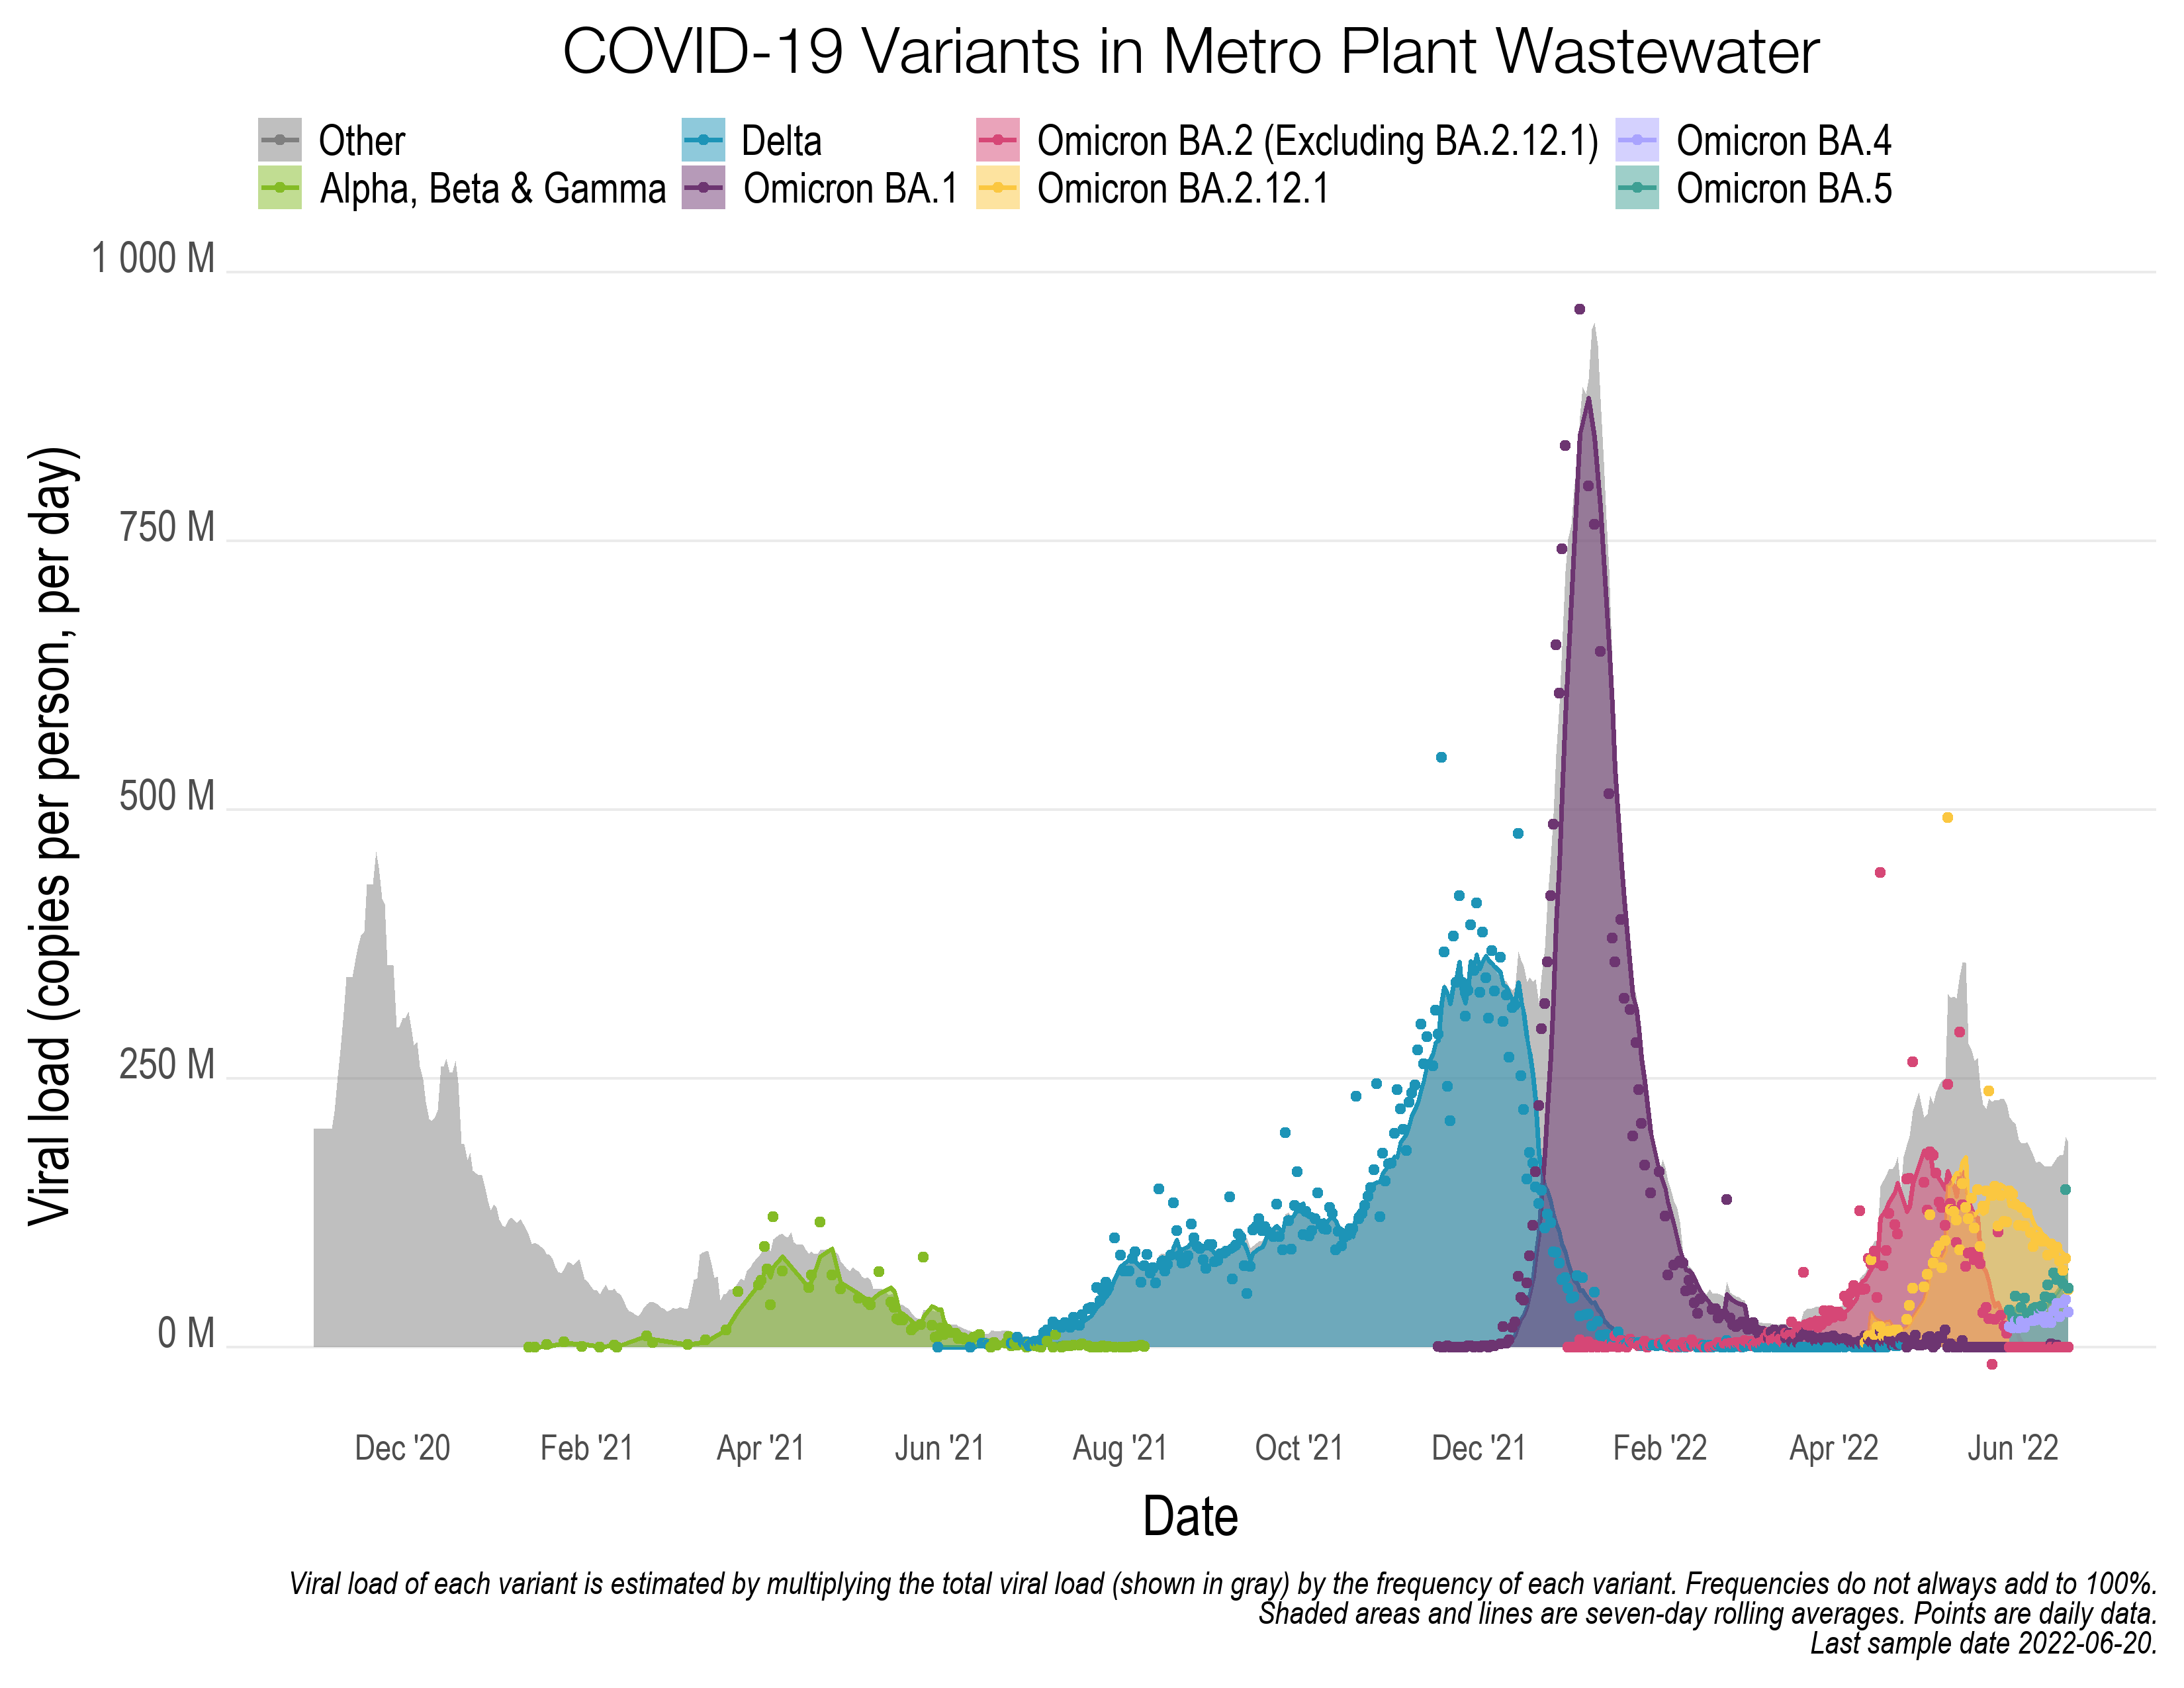 COVID-19 Variants in Metro Plant Wastewater
Other Delta Omicron BA.2 (Excluding BA.2.12.1) Omicron BA.4
Alpha, Beta & Gamma Omicron BA.1 Omicron BA.2.12.1 Omicron BA.5
Viral load (copies per person, per day)
1 000 M
750 M
500 M
250 M
0 M
Dec '20 Feb '21 Apr '21 Jun '21 Aug '21 Oct '21 Dec '21 Feb '22 Apr '22 Jun '22
Date
Viral load of each variant is estimated by multiplying the total viral load (shown in gray) by the frequency of each variant. Frequencies do not always add to 100%.
Shaded areas and lines are seven-day rolling averages. Points are daily data.
Last sample date 2022-06-20.